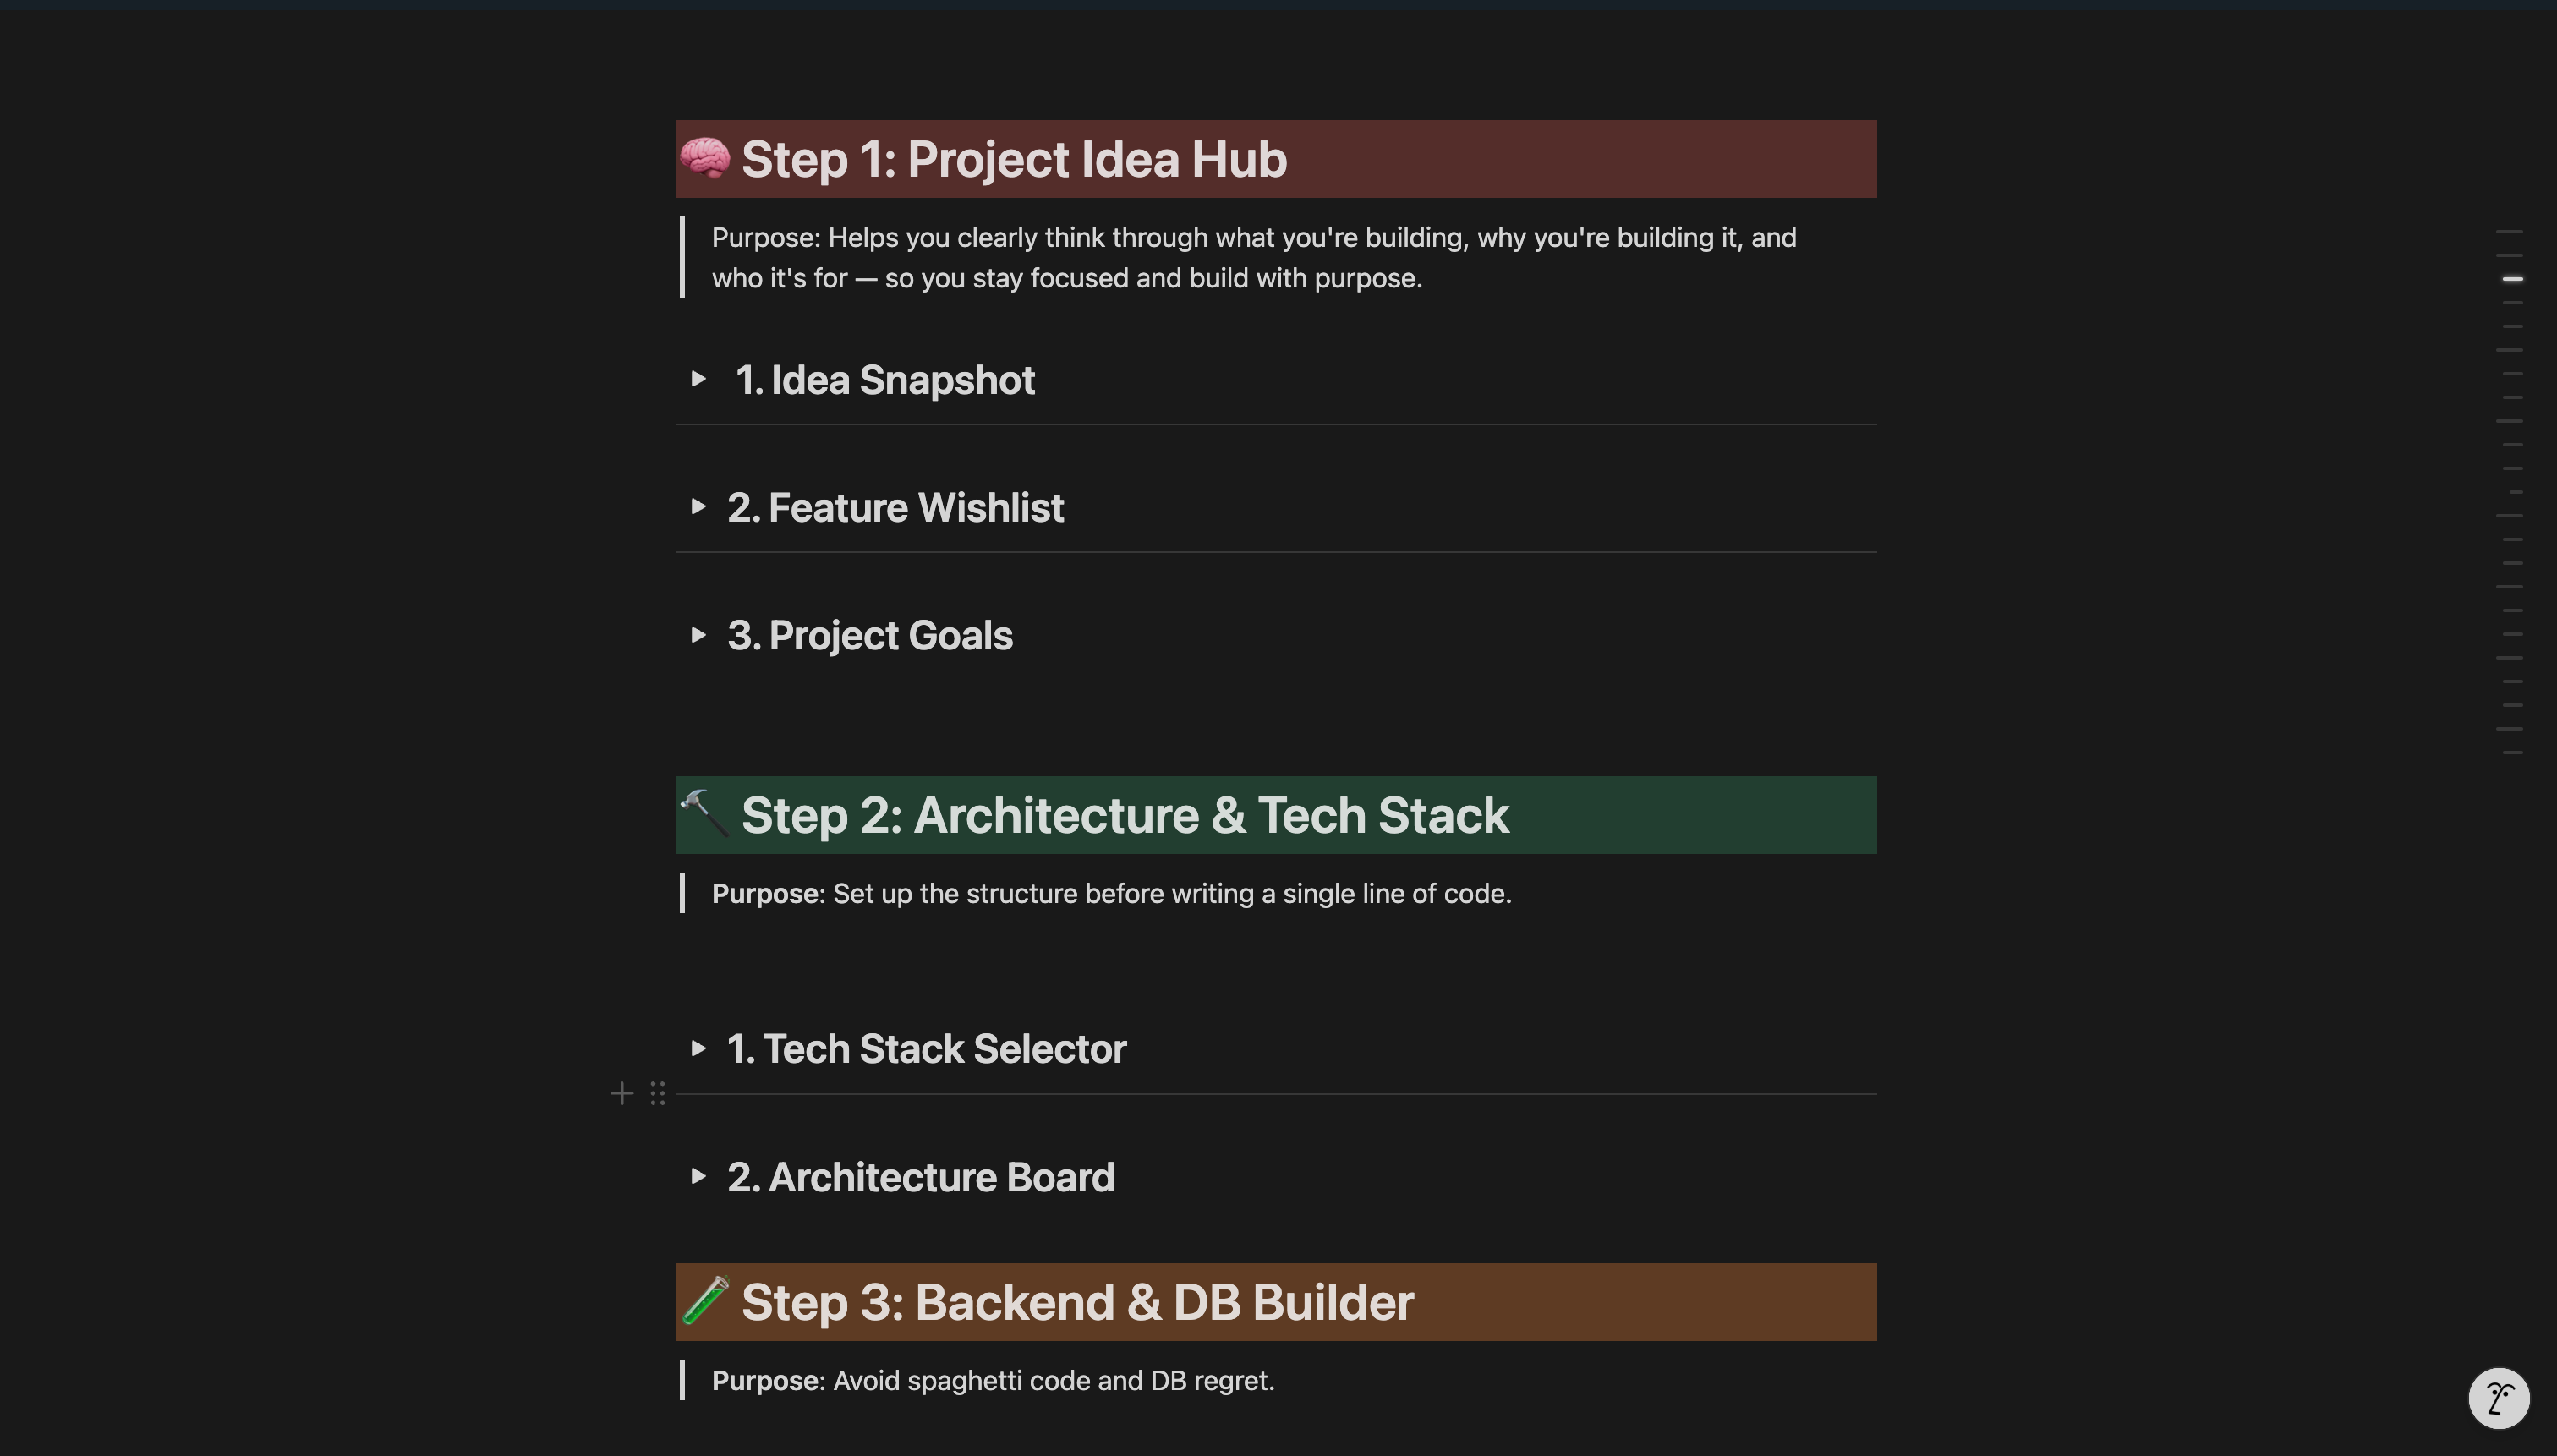 🧠 Step 1: Project Idea Hub
Purpose: Helps you clearly think through what you're building, why you're building it, and
who it's for — so you stay focused and build with purpose.
1. Idea Snapshot
2. Feature Wishlist
3. Project Goals
🔨 Step 2: Architecture & Tech Stack
Purpose: Set up the structure before writing a single line of code.
1. Tech Stack Selector
2. Architecture Board
🧪 Step 3: Backend & DB Builder
Purpose: Avoid spaghetti code and DB regret.